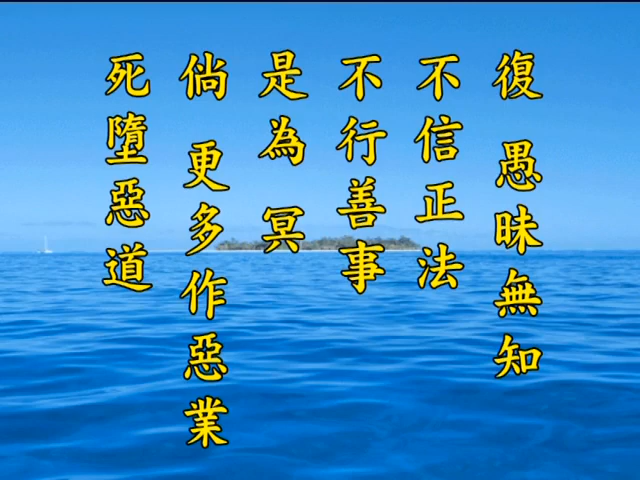 復 愚昧無知
不信正法
不行善事
是為 冥
倘 更多作惡業
死墮惡道